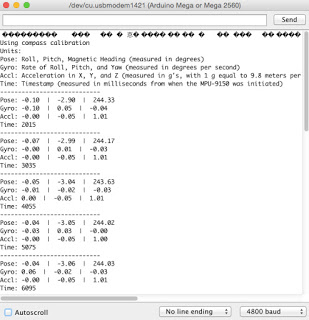 /dev/cu.usbmodem1421 (Arduino Mega or Mega 2560)
Send
Using compass calibration
Units:
Pose: Roll, Pitch, Magnetic Heading (measured in degrees)
Gyro: Rate of Roll, Pitch, and Yaw (measured in degrees per second)
Accl: Acceleration in X, Y, and Z (measured in g's, with 1 g equal to 9.8 meters per
Time: Timestamp (measured in milliseconds from when the MPU-9150 was initiated)
------------------------
Pose: -0.10 | -2.90 | 244.33
Gyro: -0.10 | 0.05 | -0.04
Accl: -0.00 | -0.05 | 1.01
Time: 2015
------------------------
Pose: -0.07 | -2.99 | 244.17
Gyro: -0.00 | 0.01 | -0.03
Accl: -0.00 | -0.05 | 1.01
Time: 3035
------------------------
Pose: -0.05 | -3.04 | 243.63
Gyro: -0.01 | -0.02 | -0.03
Accl: 0.00 | -0.05 | 1.01
Time: 4055
------------------------
Pose: -0.04 | -3.05 | 244.02
Gyro: -0.03 | 0.03 | -0.00
Accl: -0.00 | -0.05 | 1.00
Time: 5075
------------------------
Pose: -0.04 | -3.06 | 244.03
Gyro: 0.06 | -0.02 | -0.03
Accl: -0.00 | -0.05 | 1.01
Time: 6095
Autoscroll
No line ending
4800 baud